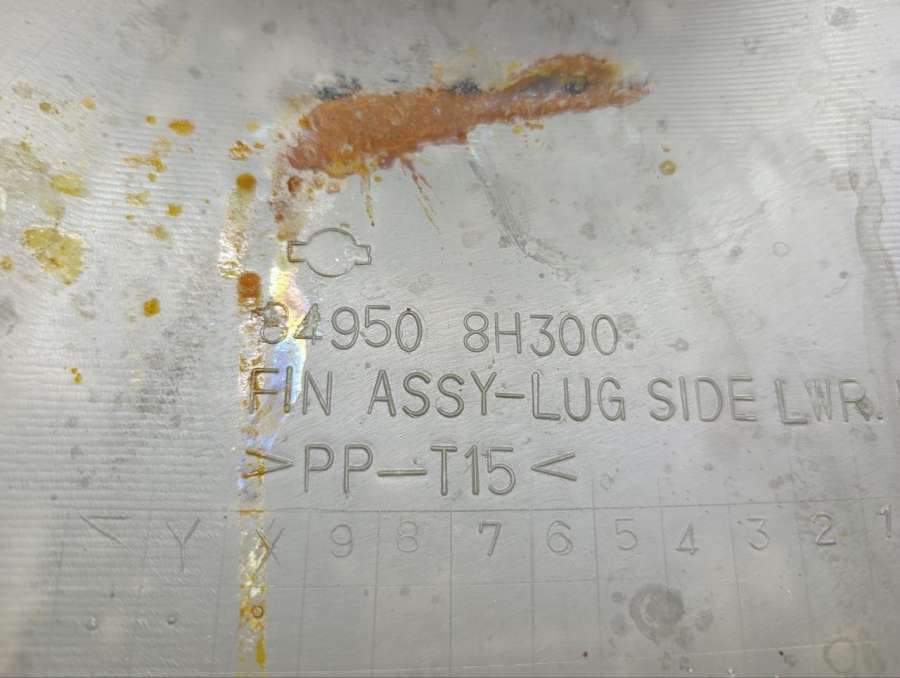 84950 8H300
FIN ASSY-LUG SIDE LWR.
>PP-T15<
Y X 9 8 7 6 5 4 3 2 1